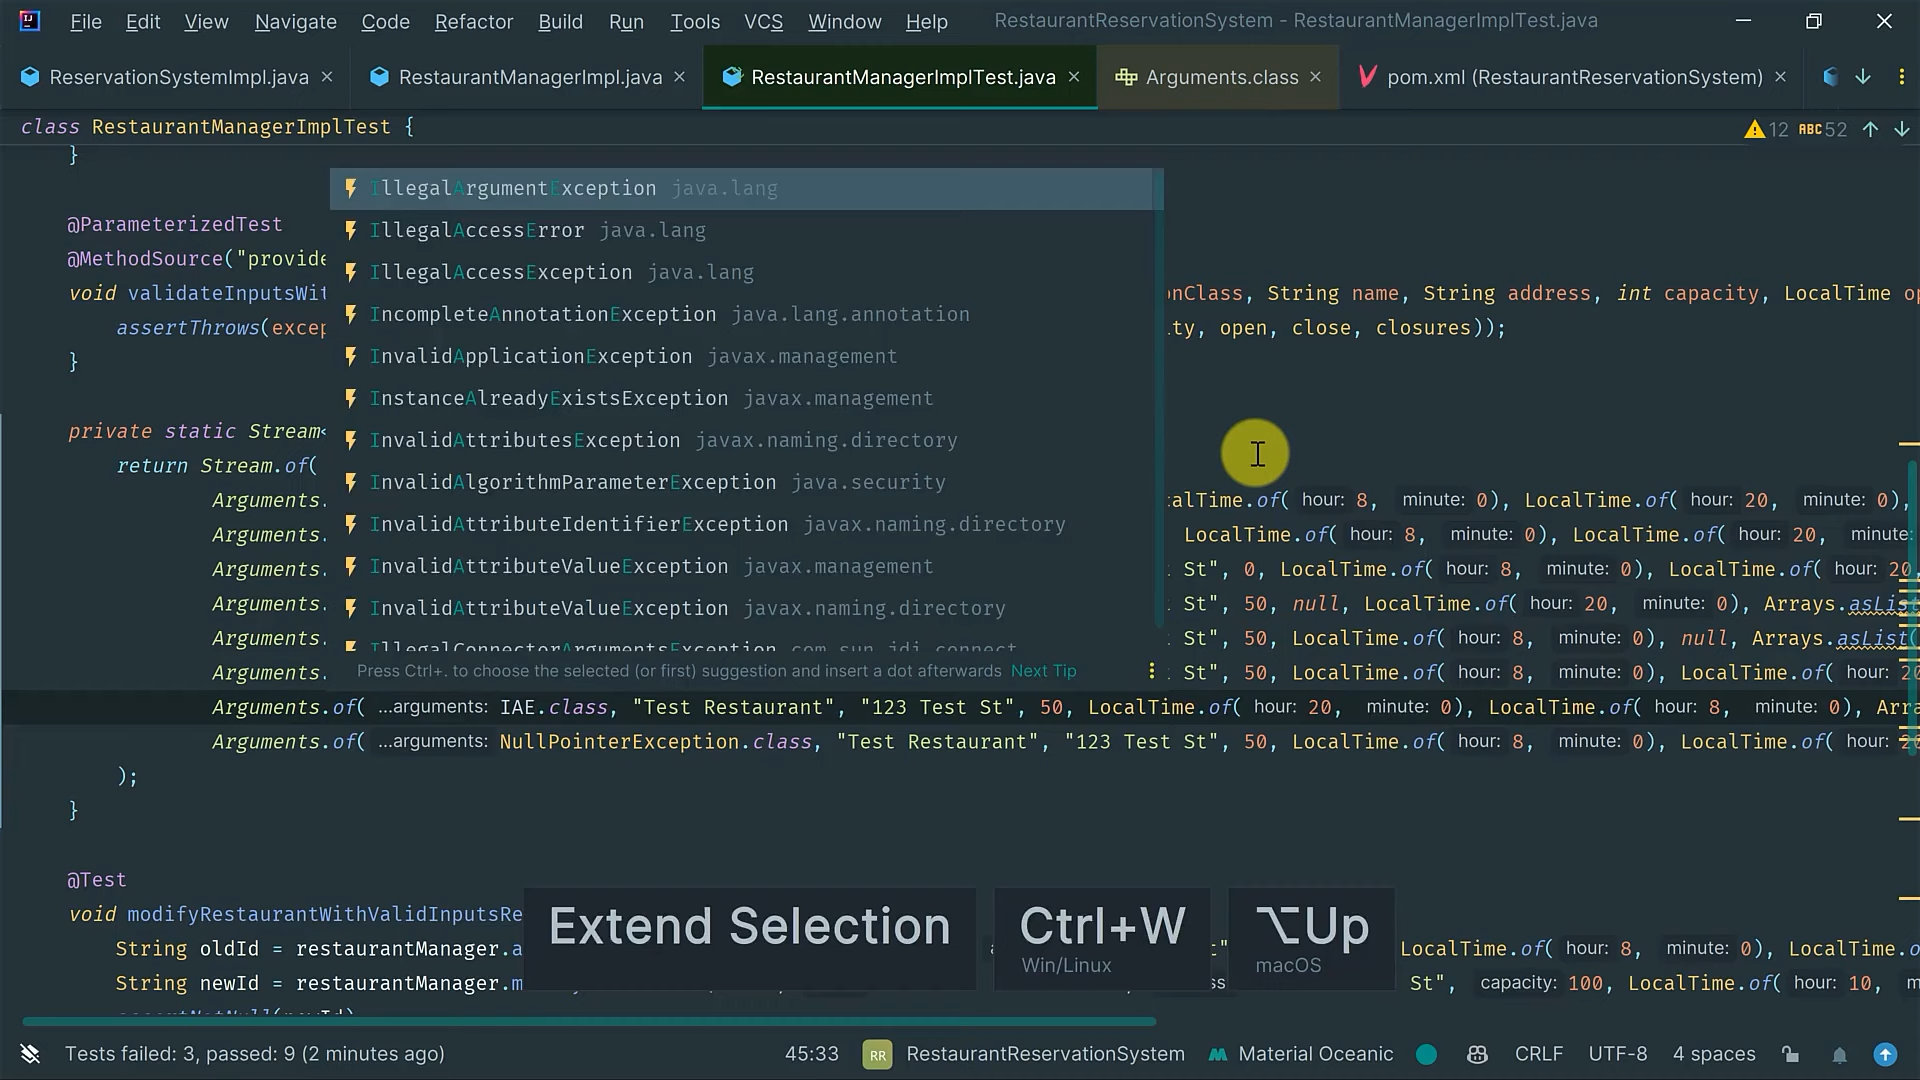 File Edit View Navigate Code Refactor Build Run Tools VCS Window Help RestaurantReservationSystem - RestaurantManagerImplTest.java
ReservationSystemImpl.java × RestaurantManagerImpl.java × RestaurantManagerImplTest.java × Arguments.class × pom.xml (RestaurantReservationSystem) ×
class RestaurantManagerImplTest { 12 ABC 52
}
IllegalArgumentException java.lang
@ParameterizedTest
IllegalAccessError java.lang
@MethodSource("provide
IllegalAccessException java.lang
void validateInputsWit nClass, String name, String address, int capacity, LocalTime op
IncompleteAnnotationException java.lang.annotation
assertThrows(excep ty, open, close, closures));
InvalidApplicationException javax.management
}
InstanceAlreadyExistsException javax.management
private static Stream<
InvalidAttributesException javax.naming.directory
return Stream.of(
InvalidAlgorithmParameterException java.security
Arguments. calTime.of( hour: 8, minute: 0), LocalTime.of( hour: 20, minute: 0),
InvalidAttributeIdentifierException javax.naming.directory
Arguments. LocalTime.of( hour: 8, minute: 0), LocalTime.of( hour: 20, minute:
InvalidAttributeValueException javax.management
Arguments. St", 0, LocalTime.of( hour: 8, minute: 0), LocalTime.of( hour: 20
InvalidAttributeValueException javax.naming.directory
Arguments. St", 50, null, LocalTime.of( hour: 20, minute: 0), Arrays.asList
IllegalConnectorArgumentsException com.sun.jdi.connect
Arguments. St", 50, LocalTime.of( hour: 8, minute: 0), null, Arrays.asList(
Press Ctrl+. to choose the selected (or first) suggestion and insert a dot afterwards Next Tip
Arguments. St", 50, LocalTime.of( hour: 8, minute: 0), LocalTime.of( hour: 20
Arguments.of( ...arguments: IAE.class, "Test Restaurant", "123 Test St", 50, LocalTime.of( hour: 20, minute: 0), LocalTime.of( hour: 8, minute: 0), Arra
Arguments.of( ...arguments: NullPointerException.class, "Test Restaurant", "123 Test St", 50, LocalTime.of( hour: 8, minute: 0), LocalTime.of( hour: 20
);
}
@Test
void modifyRestaurantWithValidInputsRe
Extend Selection Ctrl+W ⌥Up
Win/Linux macOS
String oldId = restaurantManager.a LocalTime.of( hour: 8, minute: 0), LocalTime.o
String newId = restaurantManager.m St", capacity: 100, LocalTime.of( hour: 10, m
assertNotNull(newId)
Tests failed: 3, passed: 9 (2 minutes ago) 45:33 RR RestaurantReservationSystem Material Oceanic CRLF UTF-8 4 spaces